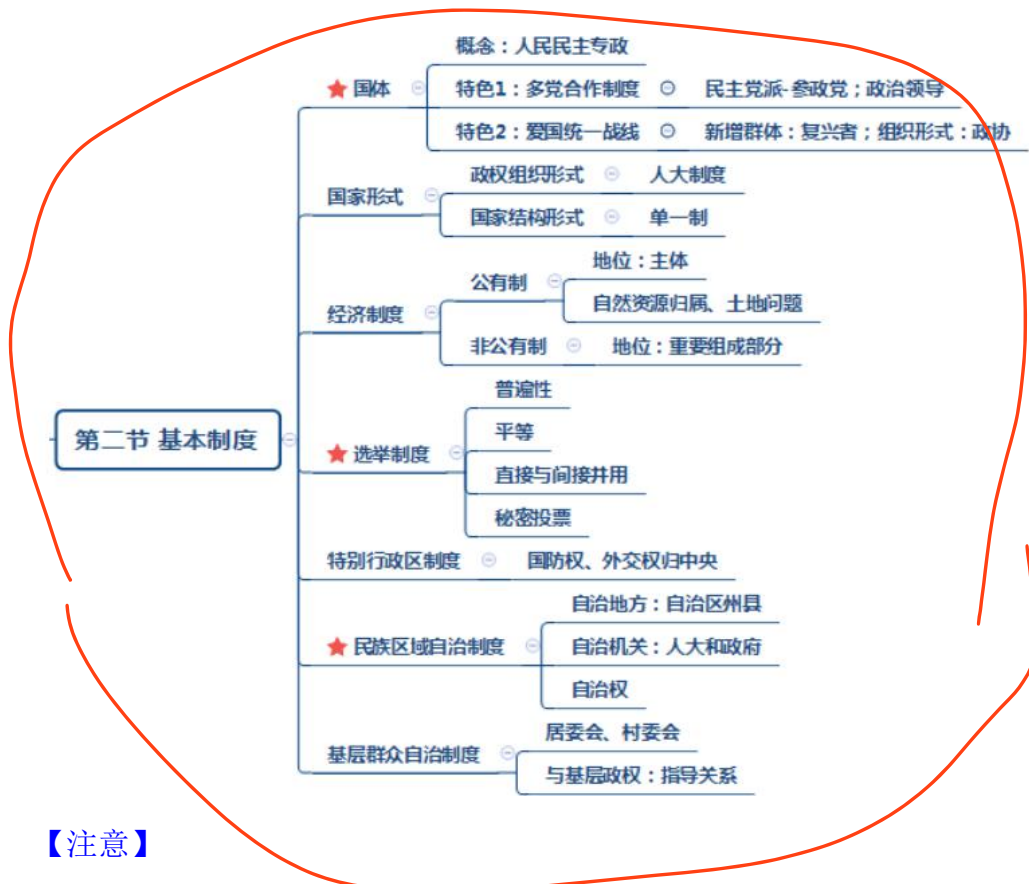 概念：人民民主专政
★ 国体
特色1：多党合作制度
民主党派-参政党；政治领导
特色2：爱国统一战线
新增群体：复兴者；组织形式：政协
国家形式
政权组织形式
人大制度
国家结构形式
单一制
经济制度
公有制
地位：主体
自然资源归属、土地问题
非公有制
地位：重要组成部分
第二节 基本制度
★ 选举制度
普遍性
平等
直接与间接并用
秘密投票
特别行政区制度
国防权、外交权归中央
★ 民族区域自治制度
自治地方：自治区州县
自治机关：人大和政府
自治权
基层群众自治制度
居委会、村委会
与基层政权：指导关系
【注意】